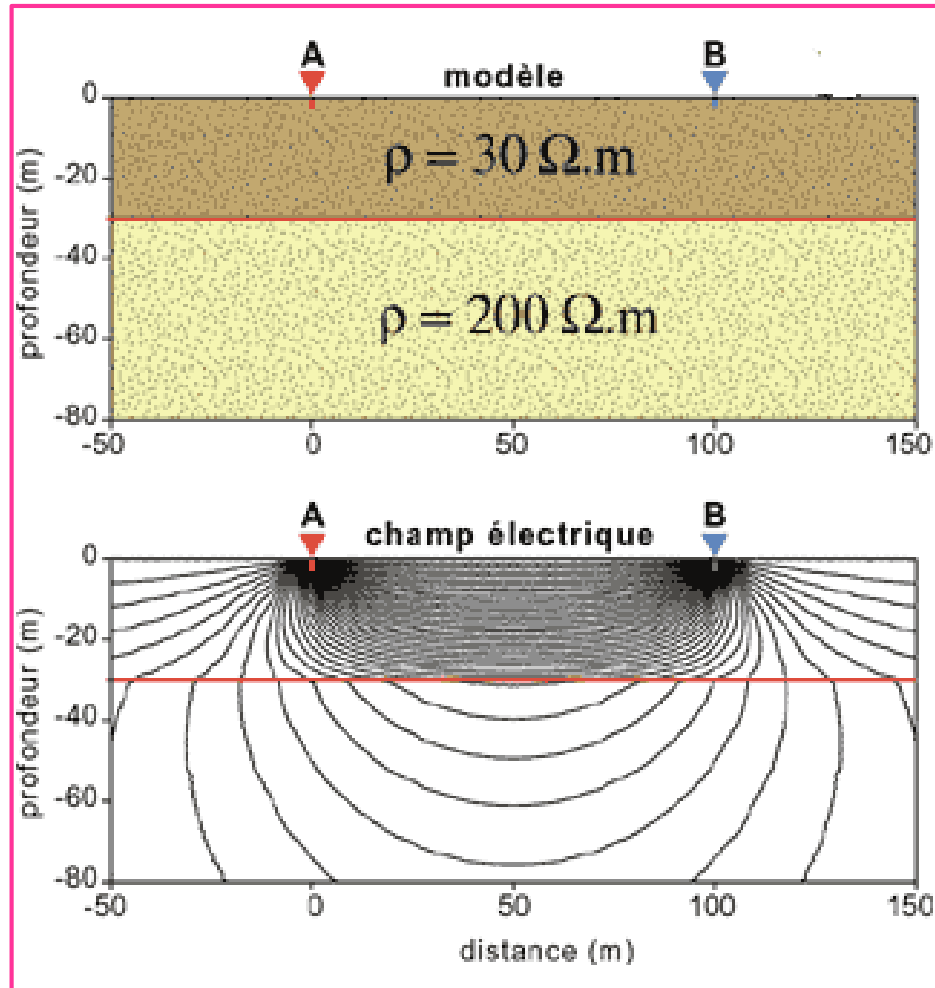 A B
modèle
0
-20
-40
-60
-80
profondeur (m)
ρ = 30 Ω.m
ρ = 200 Ω.m
-50 0 50 100 150
A B
champ électrique
0
-20
-40
-60
-80
profondeur (m)
-50 0 50 100 150
distance (m)